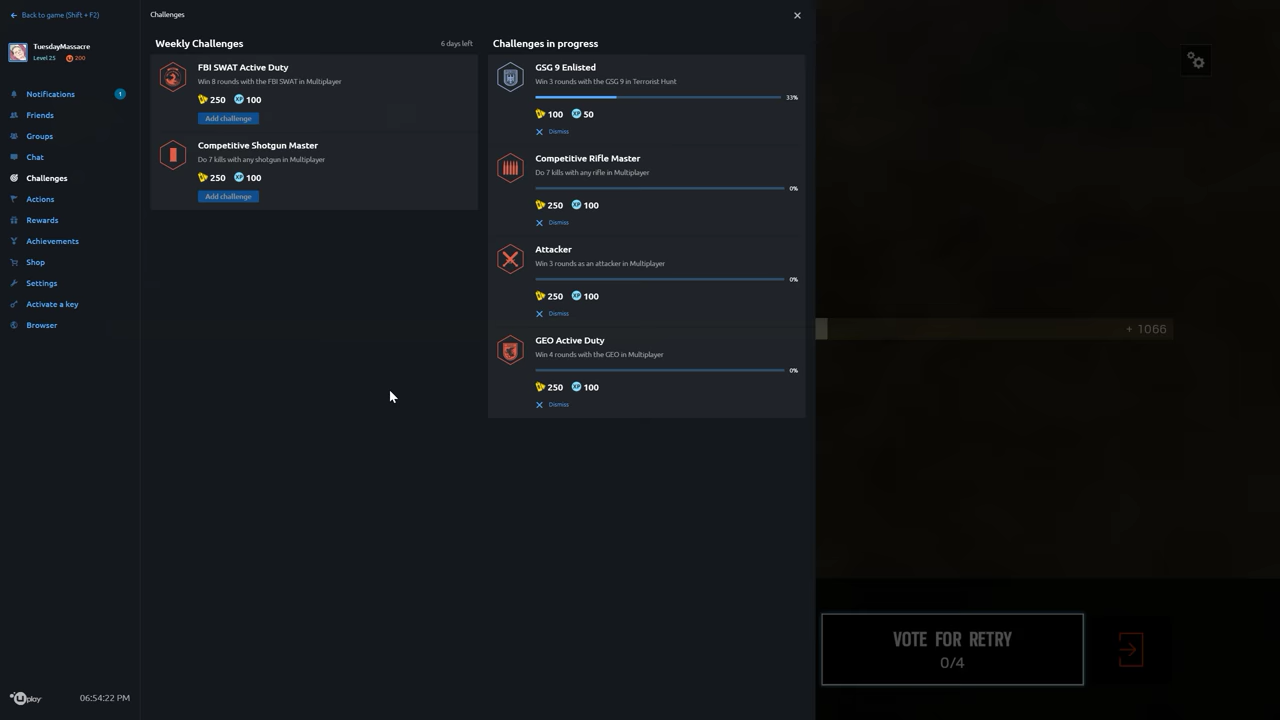 Back to game (Shift + F2)
TuesdayMassacre
Level 25 200
Notifications 1
Friends
Groups
Chat
Challenges
Actions
Rewards
Achievements
Shop
Settings
Activate a key
Browser
uplay 06:54:22 PM
Challenges
Weekly Challenges 6 days left
FBI SWAT Active Duty
Win 8 rounds with the FBI SWAT in Multiplayer
250 XP 100
Add challenge
Competitive Shotgun Master
Do 7 kills with any shotgun in Multiplayer
250 XP 100
Add challenge
Challenges in progress
GSG 9 Enlisted
Win 3 rounds with the GSG 9 in Terrorist Hunt
33%
100 XP 50
Dismiss
Competitive Rifle Master
Do 7 kills with any rifle in Multiplayer
0%
250 XP 100
Dismiss
Attacker
Win 3 rounds as an attacker in Multiplayer
0%
250 XP 100
Dismiss
GEO Active Duty
Win 4 rounds with the GEO in Multiplayer
0%
250 XP 100
Dismiss
+ 1066
VOTE FOR RETRY
0/4